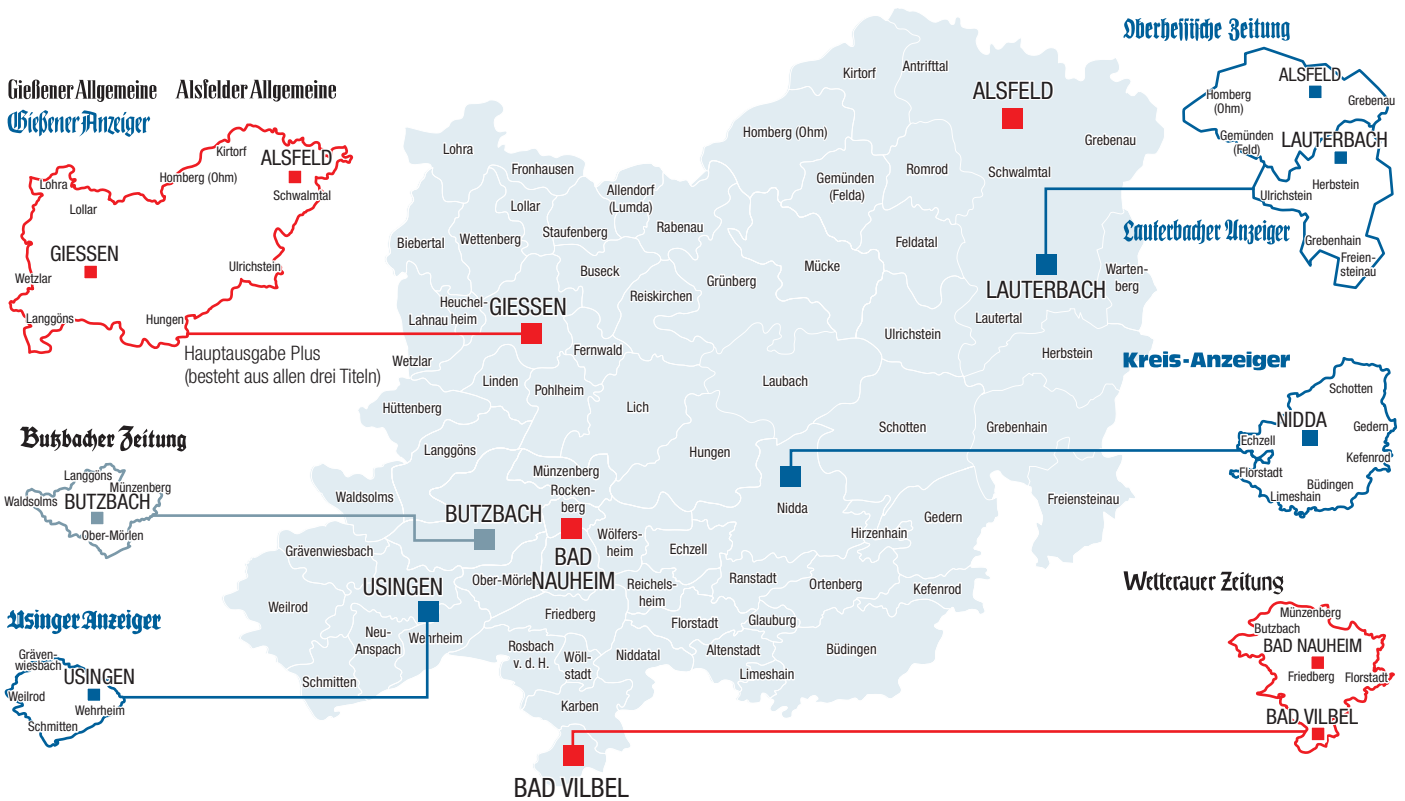 Gießener Allgemeine
Alsfelder Allgemeine
Gießener Anzeiger
Kirtorf
ALSFELD
Homberg (Ohm)
Lohra
Schwalmtal
Lollar
GIESSEN
Ulrichstein
Wetzlar
Langgöns
Hungen
Hauptausgabe Plus
(besteht aus allen drei Titeln)
Butzbacher Zeitung
Langgöns
Münzenberg
Waldsolms
BUTZBACH
Ober-Mörlen
Usinger Anzeiger
Gräven-
wiesbach
USINGEN
Weilrod
Wehrheim
Schmitten
Kirtorf
Antrifttal
ALSFELD
Homberg (Ohm)
Grebenau
Lohra
Fronhausen
Gemünden
(Felda)
Romrod
Schwalmtal
Allendorf
(Lumda)
Lollar
Staufenberg
Rabenau
Biebertal
Wettenberg
Feldatal
Buseck
Mücke
Grünberg
Reiskirchen
LAUTERBACH
Warten-
berg
Heuchel-
heim
GIESSEN
Lahnau
Lautertal
Ulrichstein
Fernwald
Wetzlar
Herbstein
Linden
Pohlheim
Laubach
Hüttenberg
Lich
Schotten
Grebenhain
Langgöns
Hungen
Münzenberg
Rocken-
berg
Waldsolms
Nidda
Freiensteinau
BUTZBACH
Gedern
Wölfers-
heim
Hirzenhain
Grävenwiesbach
BAD
NAUHEIM
Echzell
USINGEN
Ober-Mörle
Reichels-
heim
Ranstadt
Ortenberg
Kefenrod
Weilrod
Friedberg
Florstadt
Glauburg
Neu-
Anspach
Wehrheim
Rosbach
v. d. H.
Wöll-
stadt
Niddatal
Altenstadt
Büdingen
Limeshain
Schmitten
Karben
BAD VILBEL
Oberhessische Zeitung
ALSFELD
Homberg
(Ohm)
Grebenau
Gemünden
(Feld)
LAUTERBACH
Ulrichstein
Herbstein
Lauterbacher Anzeiger
Grebenhain
Freien-
steinau
Kreis-Anzeiger
Schotten
NIDDA
Gedern
Echzell
Kefenrod
Florstadt
Büdingen
Limeshain
Wetterauer Zeitung
Münzenberg
Butzbach
BAD NAUHEIM
Friedberg
Florstadt
BAD VILBEL